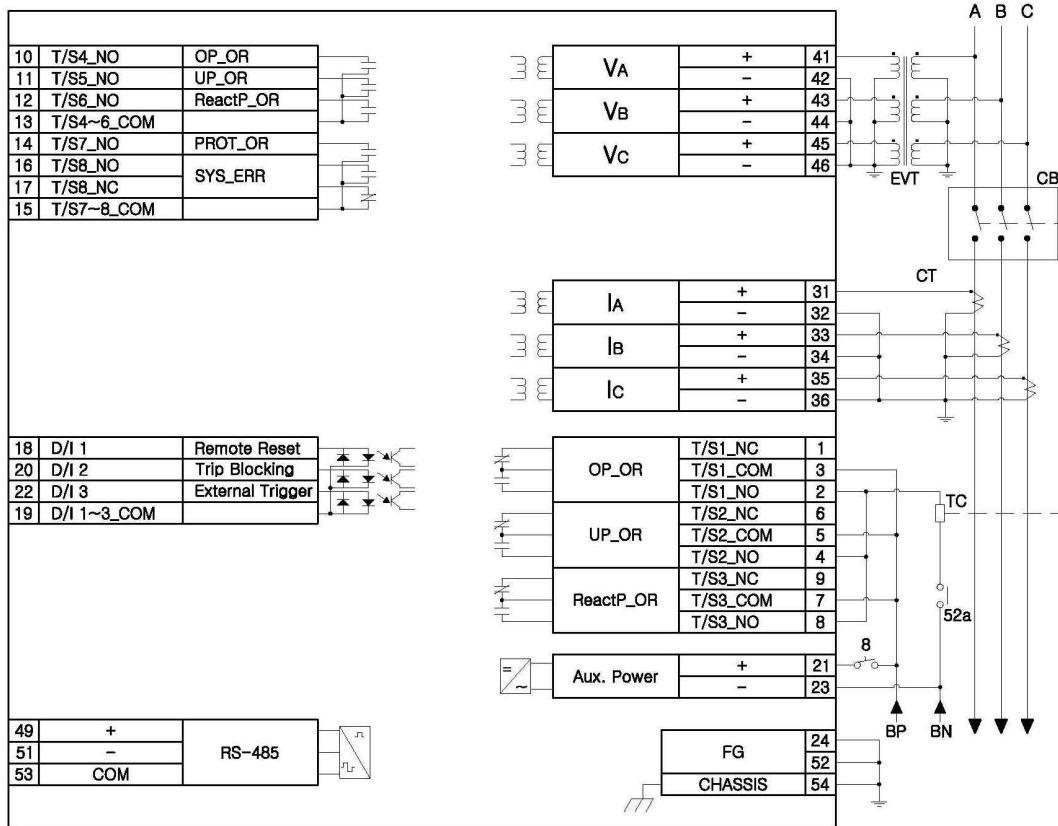 A B C
10 T/S4_NO OP_OR
11 T/S5_NO UP_OR
12 T/S6_NO ReactP_OR
13 T/S4~6_COM
14 T/S7_NO PROT_OR
16 T/S8_NO SYS_ERR
17 T/S8_NC
15 T/S7~8_COM
VA + 41
- 42
VB + 43
- 44
VC + 45
- 46
EVT
CB
CT
IA + 31
- 32
IB + 33
- 34
IC + 35
- 36
18 D/I 1 Remote Reset
20 D/I 2 Trip Blocking
22 D/I 3 External Trigger
19 D/I 1~3_COM
OP_OR T/S1_NC 1
T/S1_COM 3
T/S1_NO 2
UP_OR T/S2_NC 6
T/S2_COM 5
T/S2_NO 4
ReactP_OR T/S3_NC 9
T/S3_COM 7
T/S3_NO 8
TC
52a
8
Aux. Power + 21
- 23
BP BN
49 + RS-485
51 -
53 COM
FG 24
52
CHASSIS 54